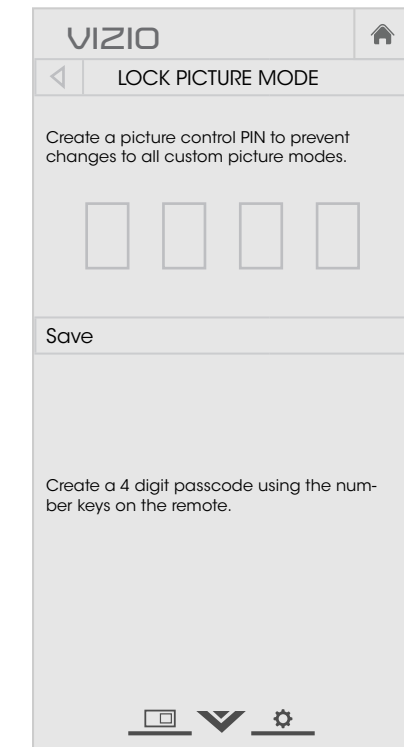 VIZIO
LOCK PICTURE MODE
Create a picture control PIN to prevent
changes to all custom picture modes.
Save
Create a 4 digit passcode using the num-
ber keys on the remote.